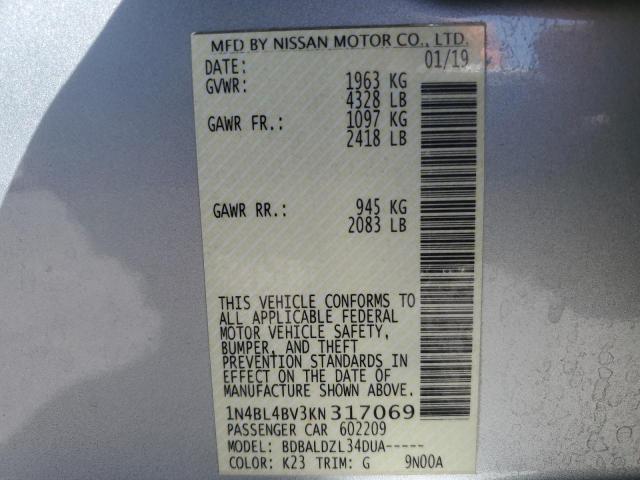 MFD BY NISSAN MOTOR CO., LTD.
DATE: 01/19
GVWR: 1963 KG
4328 LB
GAWR FR.: 1097 KG
2418 LB
GAWR RR.: 945 KG
2083 LB
THIS VEHICLE CONFORMS TO
ALL APPLICABLE FEDERAL
MOTOR VEHICLE SAFETY,
BUMPER, AND THEFT
PREVENTION STANDARDS IN
EFFECT ON THE DATE OF
MANUFACTURE SHOWN ABOVE.
1N4BL4BV3KN317069
PASSENGER CAR 602209
MODEL: BDBALDZL34DUA-----
COLOR: K23 TRIM: G 9N00A